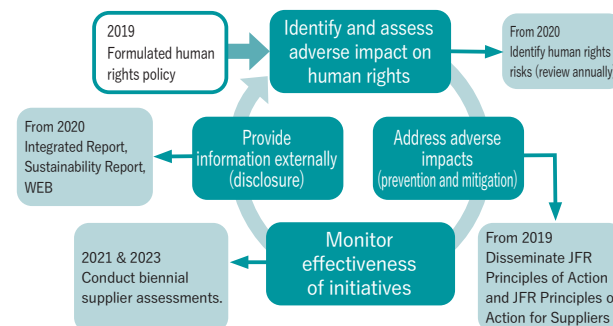 2019
Formulated human
rights policy
Identify and assess
adverse impact on
human rights
From 2020
Identify human rights
risks (review annually)
Address adverse
impacts
(prevention and mitigation)
From 2019
Disseminate JFR
Principles of Action
and JFR Principles of
Action for Suppliers
Monitor
effectiveness
of initiatives
2021 & 2023
Conduct biennial
supplier assessments.
Provide
information externally
(disclosure)
From 2020
Integrated Report,
Sustainability Report,
WEB